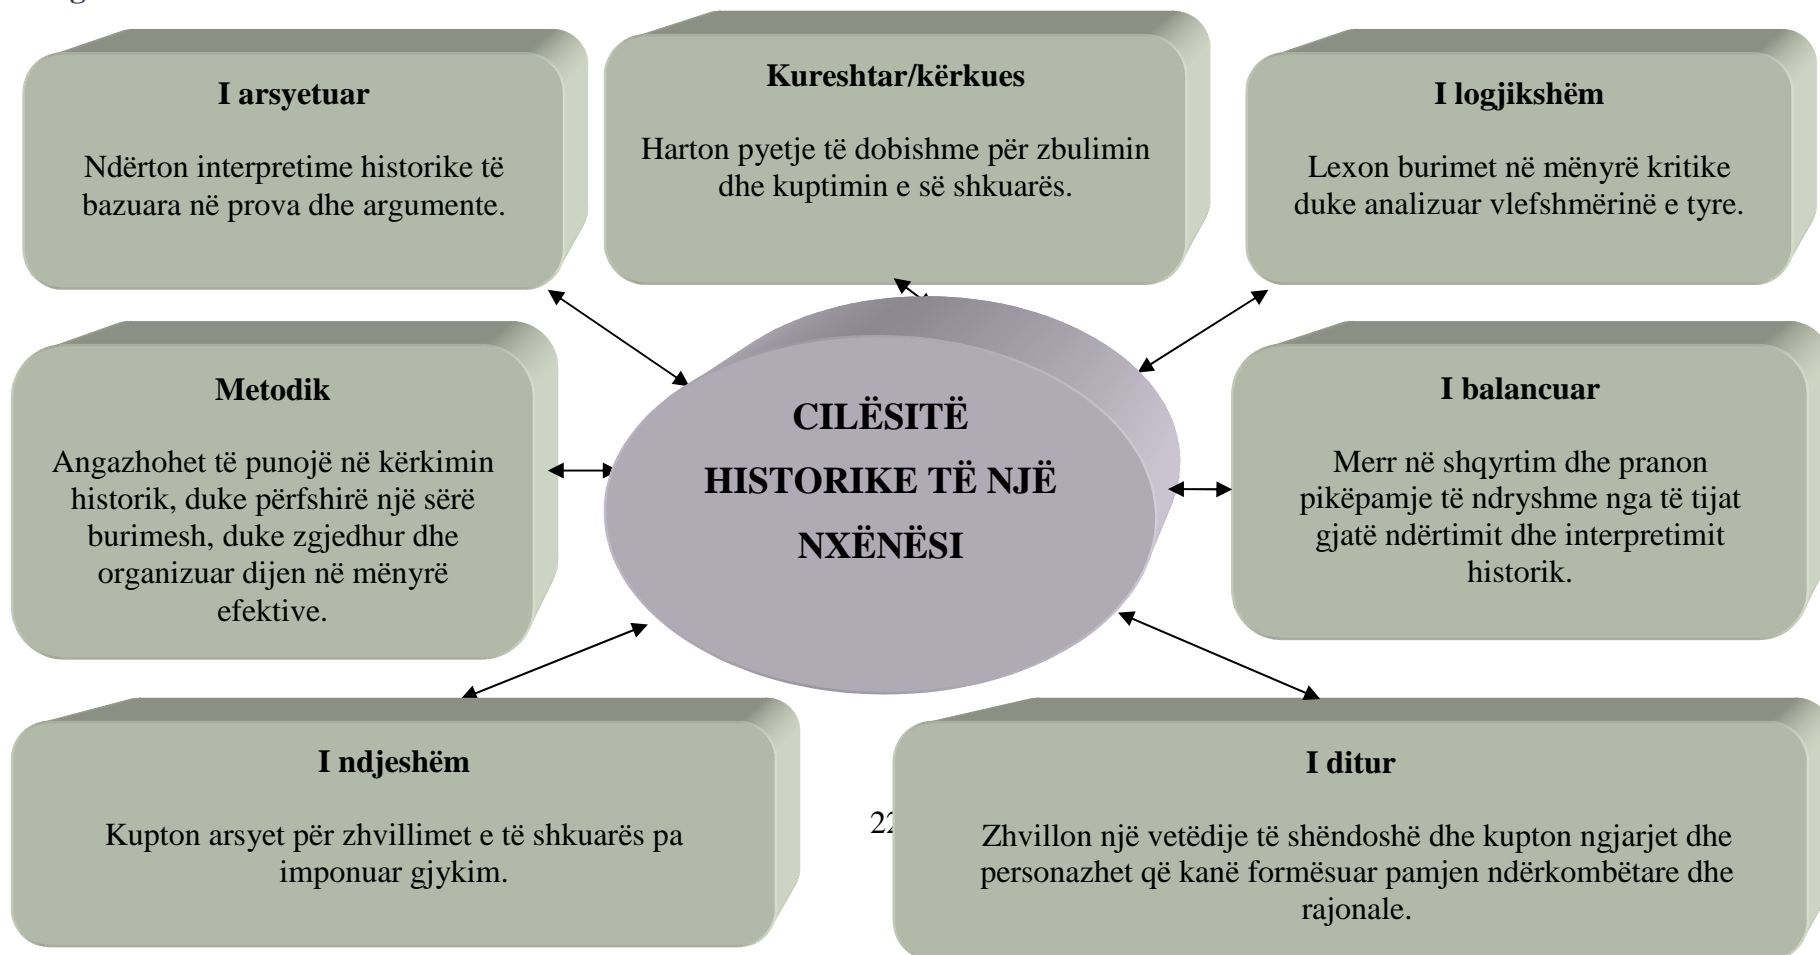 I arsyetuar
Ndërton interpretime historike të
bazuara në prova dhe argumente.
Kureshtar/kërkues
Harton pyetje të dobishme për zbulimin
dhe kuptimin e së shkuarës.
I logjikshëm
Lexon burimet në mënyrë kritike
duke analizuar vlefshmërinë e tyre.
Metodik
Angazhohet të punojë në kërkimin
historik, duke përfshirë një sërë
burimesh, duke zgjedhur dhe
organizuar dijen në mënyrë
efektive.
CILËSITË
HISTORIKE TË NJË
NXËNËSI
I balancuar
Merr në shqyrtim dhe pranon
pikëpamje të ndryshme nga të tijat
gjatë ndërtimit dhe interpretimit
historik.
I ndjeshëm
Kupton arsyet për zhvillimet e të shkuarës pa
imponuar gjykim.
I ditur
Zhvillon një vetëdije të shëndoshë dhe kupton ngjarjet dhe
personazhet që kanë formësuar pamjen ndërkombëtare dhe
rajonale.